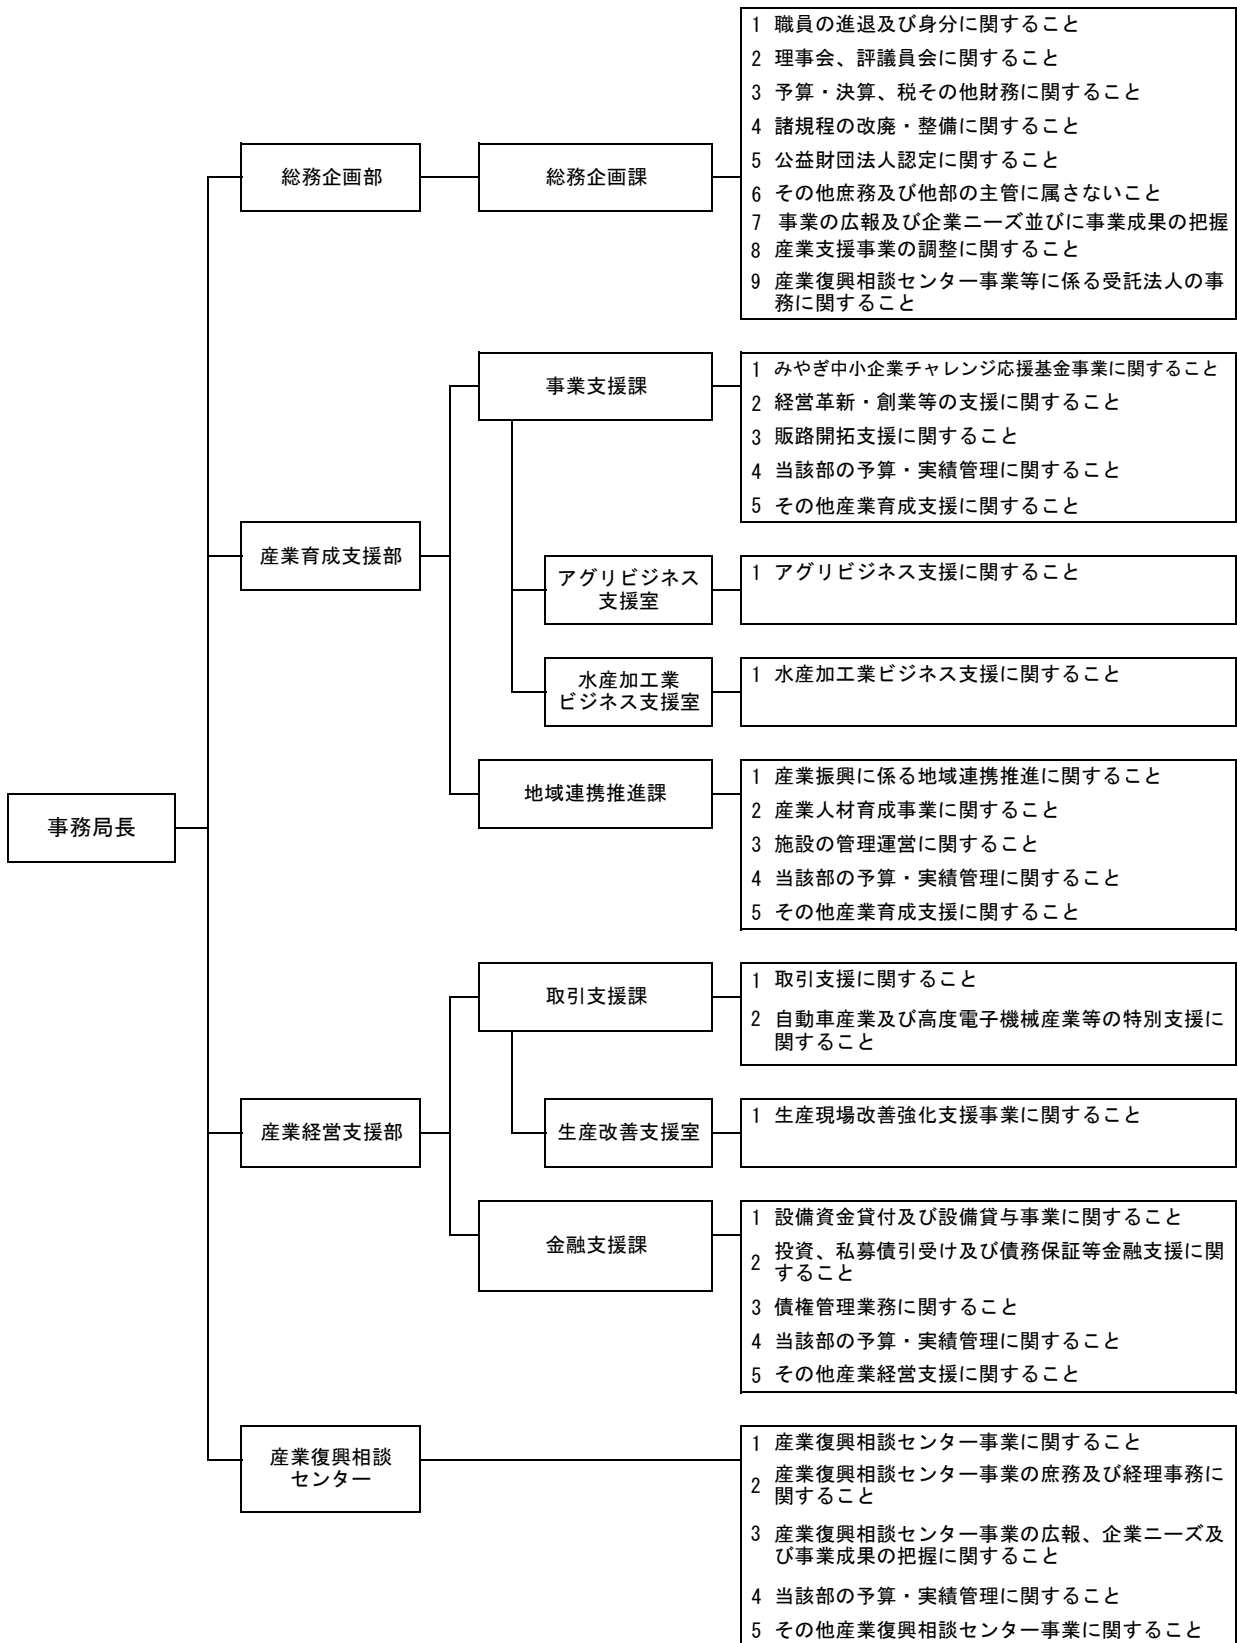 事務局長
総務企画部
総務企画課
1 職員の進退及び身分に関すること
2 理事会、評議員会に関すること
3 予算・決算、税その他財務に関すること
4 諸規程の改廃・整備に関すること
5 公益財団法人認定に関すること
6 その他庶務及び他部の主管に属さないこと
7 事業の広報及び企業ニーズ並びに事業成果の把握
8 産業支援事業の調整に関すること
9 産業復興相談センター事業等に係る受託法人の事
務に関すること
産業育成支援部
事業支援課
1 みやぎ中小企業チャレンジ応援基金事業に関すること
2 経営革新・創業等の支援に関すること
3 販路開拓支援に関すること
4 当該部の予算・実績管理に関すること
5 その他産業育成支援に関すること
アグリビジネス
支援室
1 アグリビジネス支援に関すること
水産加工業
ビジネス支援室
1 水産加工業ビジネス支援に関すること
地域連携推進課
1 産業振興に係る地域連携推進に関すること
2 産業人材育成事業に関すること
3 施設の管理運営に関すること
4 当該部の予算・実績管理に関すること
5 その他産業育成支援に関すること
産業経営支援部
取引支援課
1 取引支援に関すること
2 自動車産業及び高度電子機械産業等の特別支援に
関すること
生産改善支援室
1 生産現場改善強化支援事業に関すること
金融支援課
1 設備資金貸付及び設備貸与事業に関すること
2 投資、私募債引受け及び債務保証等金融支援に関
すること
3 債権管理業務に関すること
4 当該部の予算・実績管理に関すること
5 その他産業経営支援に関すること
産業復興相談
センター
1 産業復興相談センター事業に関すること
2 産業復興相談センター事業の庶務及び経理事務に
関すること
3 産業復興相談センター事業の広報、企業ニーズ及
び事業成果の把握に関すること
4 当該部の予算・実績管理に関すること
5 その他産業復興相談センター事業に関すること